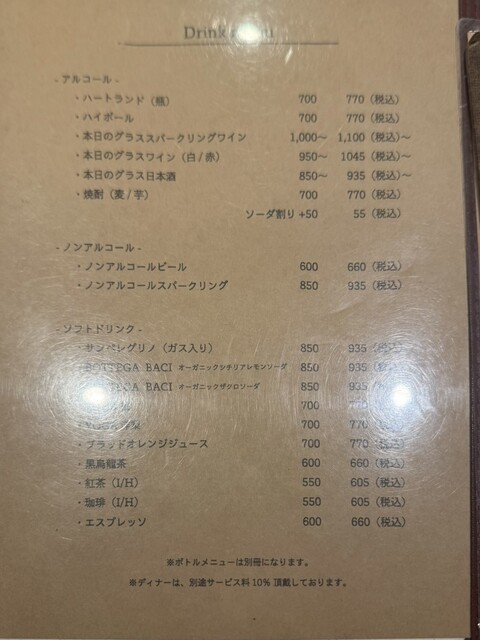 Drink
- アルコール -
・ハートランド（瓶） 700 770（税込）
・ハイボール 700 770（税込）
・本日のグラススパークリングワイン 1,000～ 1,100（税込）～
・本日のグラスワイン（白/赤） 950～ 1045（税込）～
・本日のグラス日本酒 850～ 935（税込）～
・焼酎（麦/芋） 700 770（税込）
ソーダ割り +50 55（税込）
- ノンアルコール -
・ノンアルコールビール 600 660（税込）
・ノンアルコールスパークリング 850 935（税込）
- ソフトドリンク -
・サンペレグリノ（ガス入り） 850 935（税込）
BOTTEGA BACI オーガニックシチリアレモンソーダ 850 935（税込）
BACI オーガニックザクロソーダ 850 935
700 770
700 770（税込）
・ブラッドオレンジジュース 700 770（税込）
・黒烏龍茶 600 660（税込）
・紅茶（I/H） 550 605（税込）
・珈琲（I/H） 550 605（税込）
・エスプレッソ 600 660（税込）
※ボトルメニューは別冊になります。
※ディナーは、別途サービス料10% 頂戴しております。